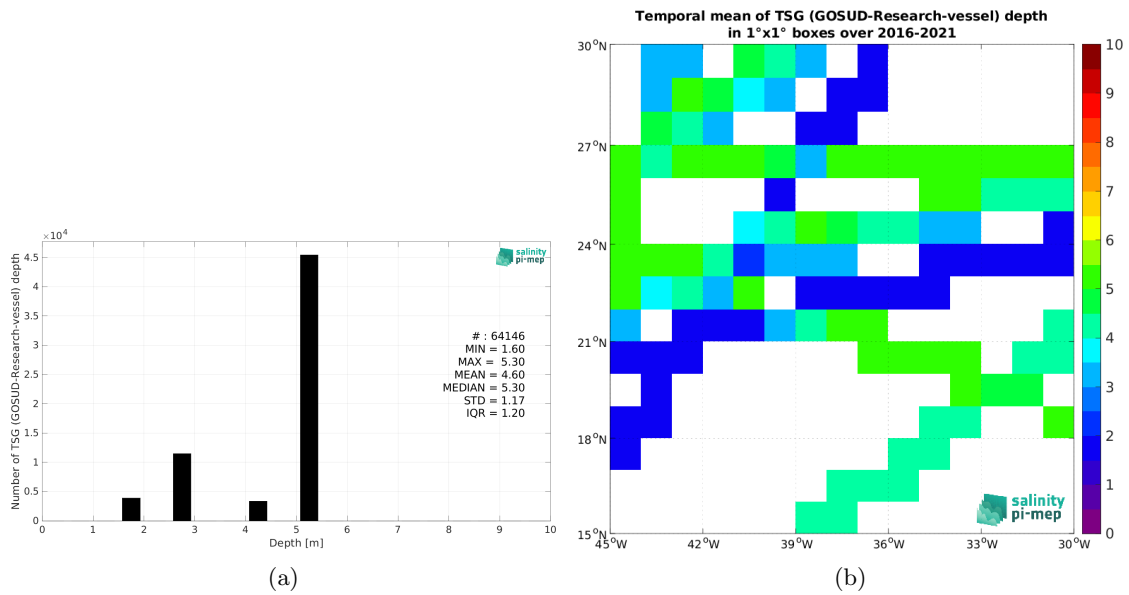 ×10⁴
4.5
4
3.5
3
2.5
2
1.5
1
0.5
0
0 1 2 3 4 5 6 7 8 9 10
Depth [m]
Number of TSG (GOSUD-Research-vessel) depth
salinity
pi-mep
# : 64146
MIN = 1.60
MAX = 5.30
MEAN = 4.60
MEDIAN = 5.30
STD = 1.17
IQR = 1.20
(a)
Temporal mean of TSG (GOSUD-Research-vessel) depth
in 1°x1° boxes over 2016-2021
30°N
27°N
24°N
21°N
18°N
15°N
45°W 42°W 39°W 36°W 33°W 30°W
salinity
pi-mep
10
9
8
7
6
5
4
3
2
1
0
(b)